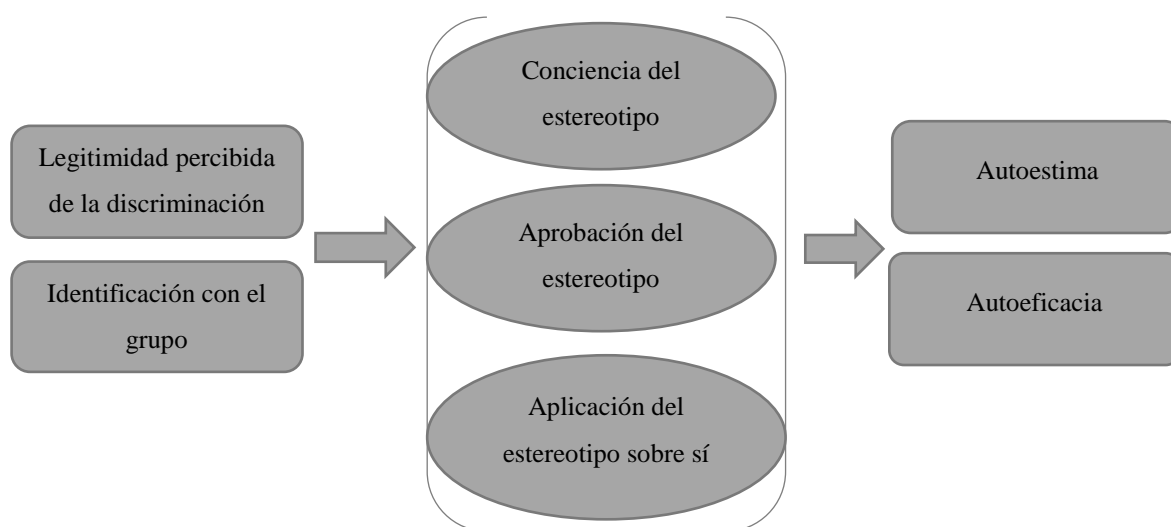 Legitimidad percibida
de la discriminación
Identificación con el
grupo
Conciencia del
estereotipo
Aprobación del
estereotipo
Aplicación del
estereotipo sobre sí
Autoestima
Autoeficacia